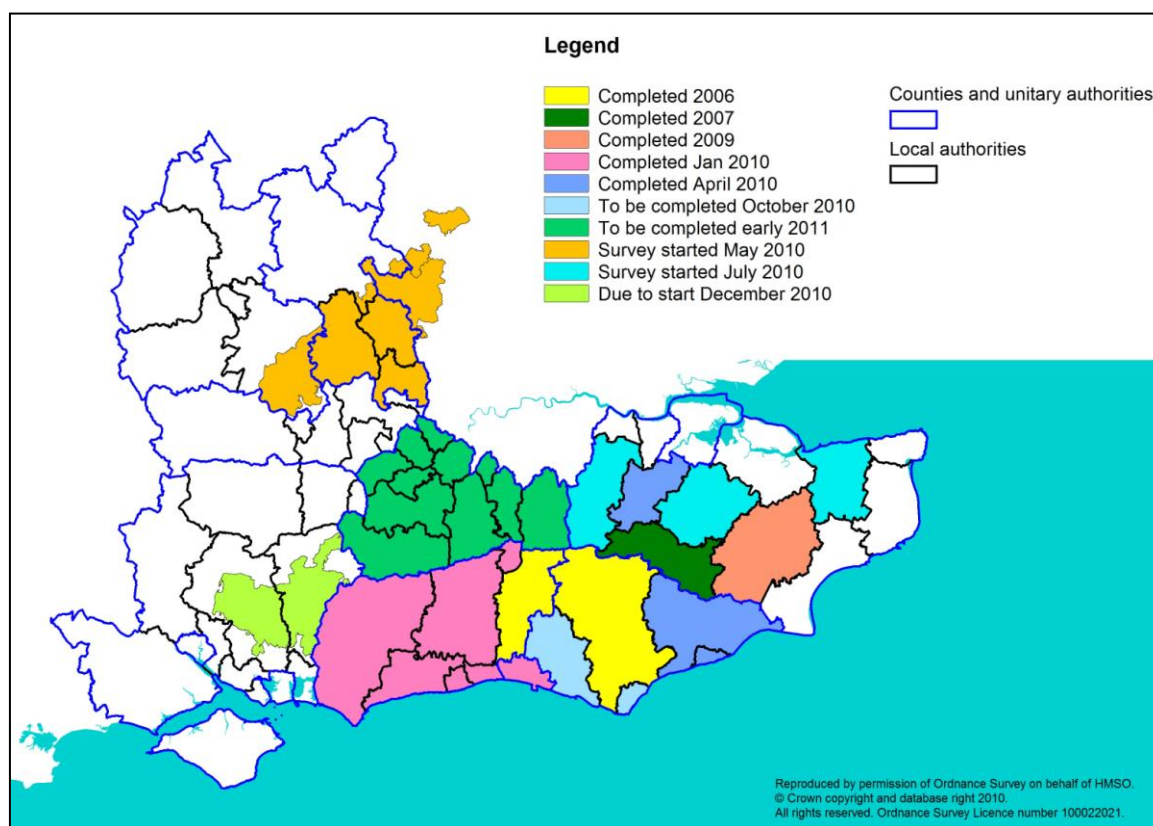 Legend
Completed 2006
Completed 2007
Completed 2009
Completed Jan 2010
Completed April 2010
To be completed October 2010
To be completed early 2011
Survey started May 2010
Survey started July 2010
Due to start December 2010
Counties and unitary authorities
Local authorities
Reproduced by permission of Ordnance Survey on behalf of HMSO.
© Crown copyright and database right 2010.
All rights reserved. Ordnance Survey Licence number 100022021.